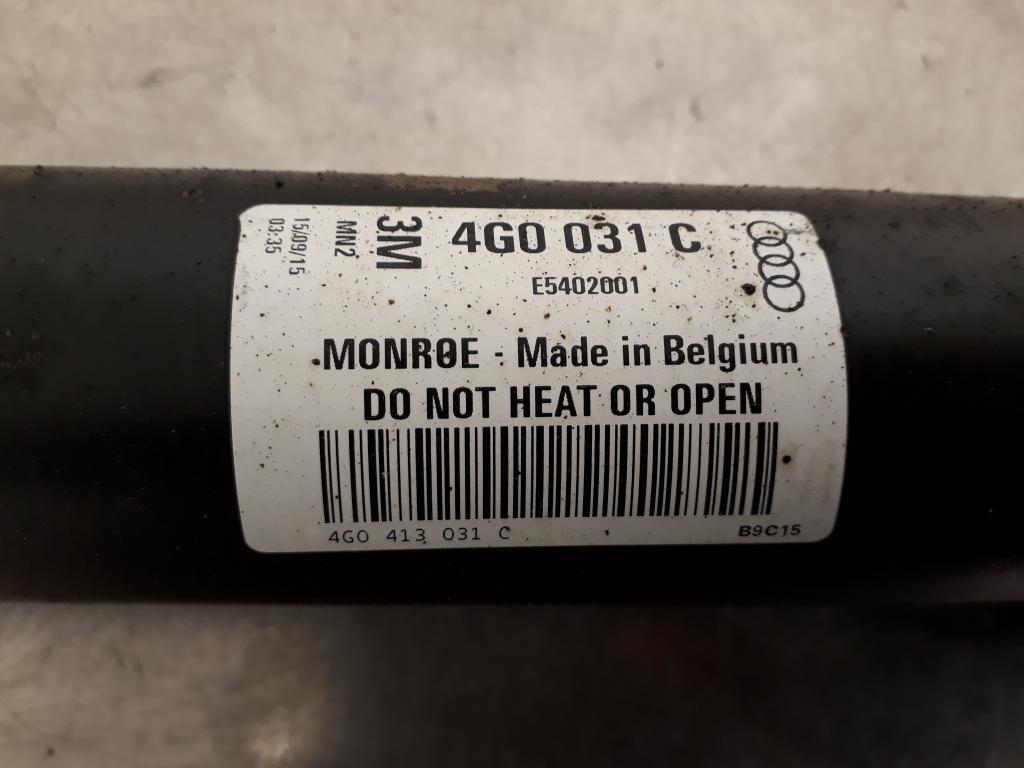 4G0 031 C
E5402001
3M
MN2
15/09/15
03:35
MONROE - Made in Belgium
DO NOT HEAT OR OPEN
4G0 413 031 C
B9C15